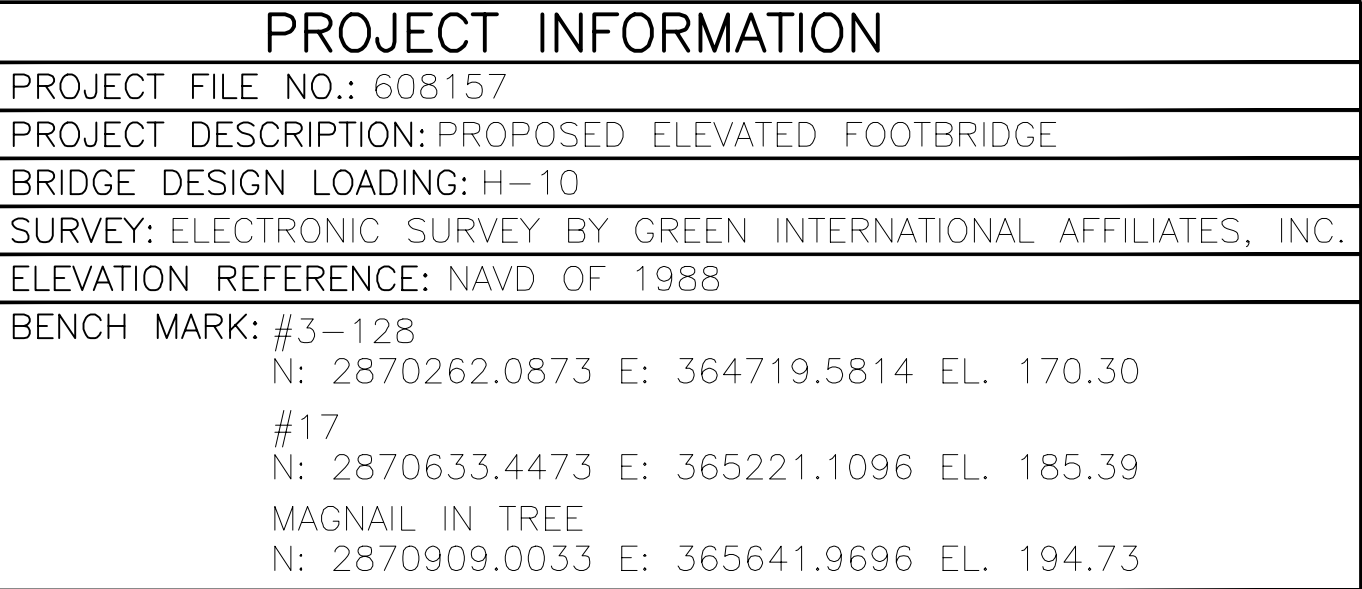 PROJECT INFORMATION
PROJECT FILE NO.: 608157
PROJECT DESCRIPTION: PROPOSED ELEVATED FOOTBRIDGE
BRIDGE DESIGN LOADING: H-10
SURVEY: ELECTRONIC SURVEY BY GREEN INTERNATIONAL AFFILIATES, INC.
ELEVATION REFERENCE: NAVD OF 1988
BENCH MARK: #3-128
N: 2870262.0873 E: 364719.5814 EL. 170.30
#17
N: 2870633.4473 E: 365221.1096 EL. 185.39
MAGNAIL IN TREE
N: 2870909.0033 E: 365641.9696 EL. 194.73